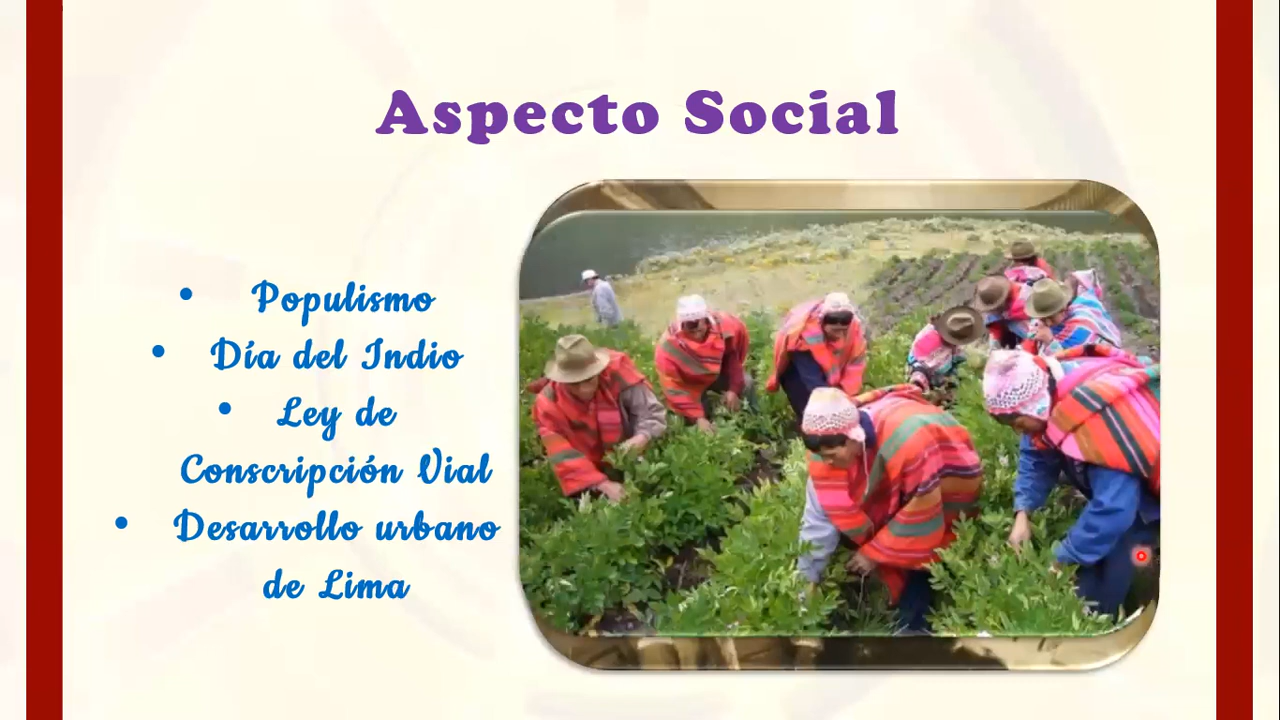 Aspecto Social
• Populismo
• Día del Indio
• Ley de
Conscripción Vial
• Desarrollo urbano
de Lima